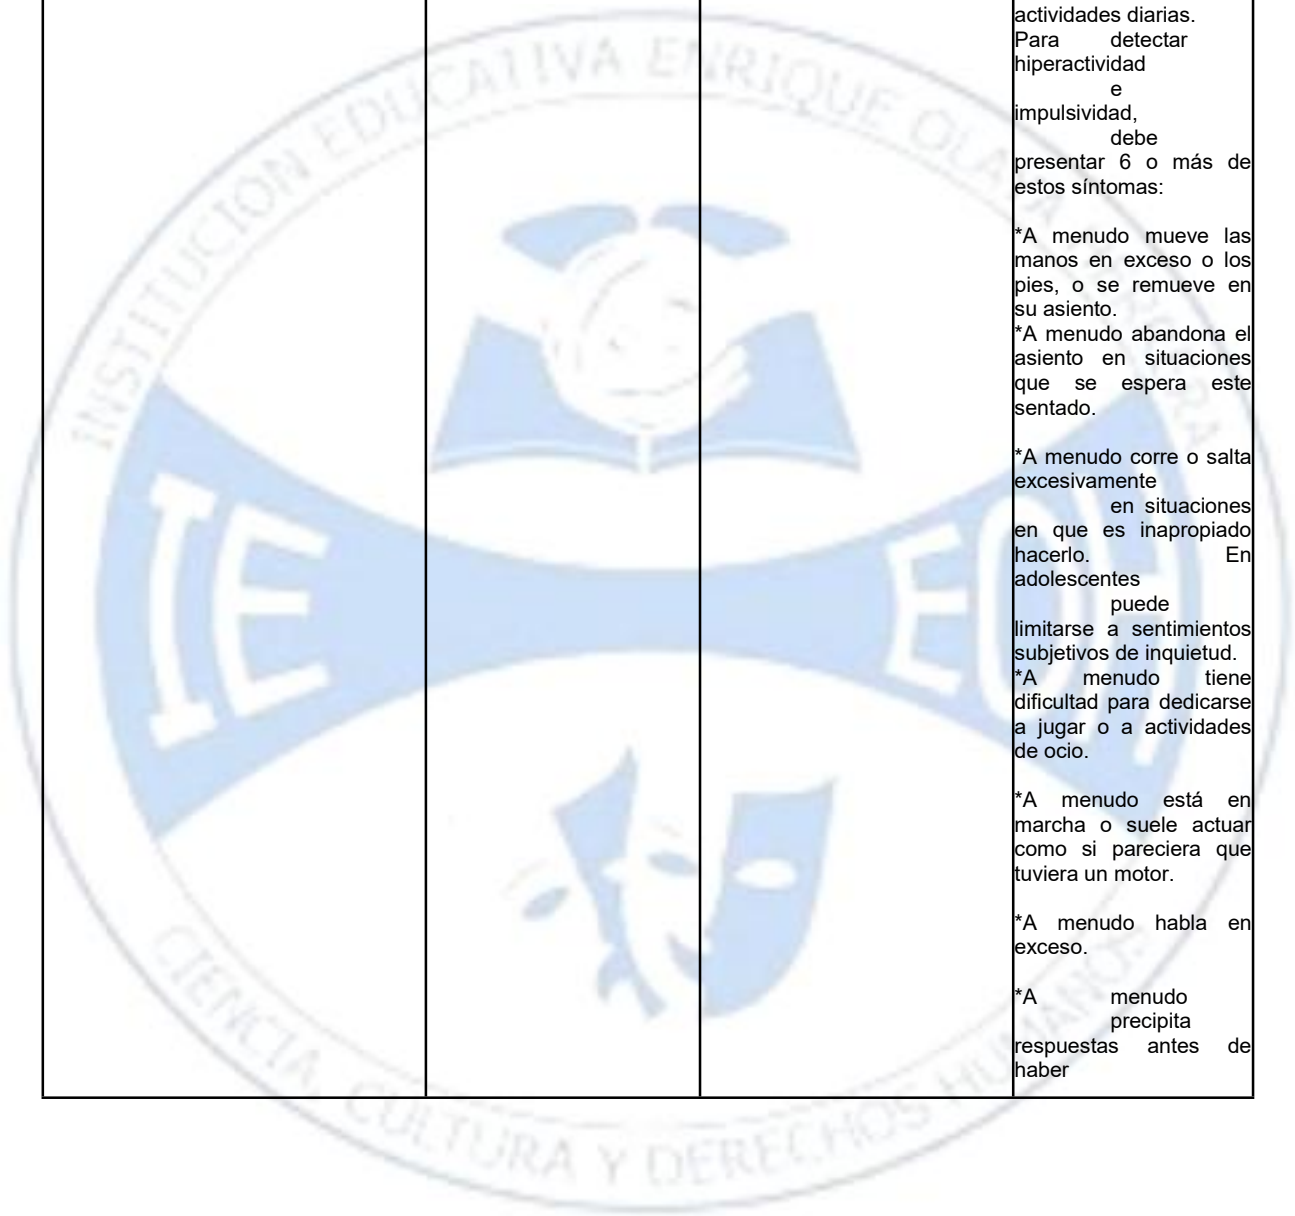 actividades diarias.
Para detectar
hiperactividad
e
impulsividad,
debe
presentar 6 o más de
estos síntomas:
*A menudo mueve las
manos en exceso o los
pies, o se remueve en
su asiento.
*A menudo abandona el
asiento en situaciones
que se espera este
sentado.
*A menudo corre o salta
excesivamente
en situaciones
en que es inapropiado
hacerlo. En
adolescentes
puede
limitarse a sentimientos
subjetivos de inquietud.
*A menudo tiene
dificultad para dedicarse
a jugar o a actividades
de ocio.
*A menudo está en
marcha o suele actuar
como si pareciera que
tuviera un motor.
*A menudo habla en
exceso.
*A menudo
precipita
respuestas antes de
haber
INSTITUCION EDUCATIVA ENRIQUE OLAYA HERRERA
IE EOH
CIENCIA, CULTURA Y DERECHOS HUMANOS